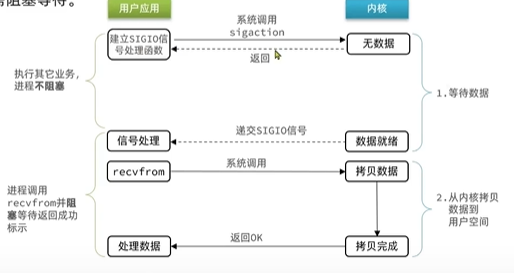 阻塞等待。
用户应用
内核
建立SIGIO信
号处理函数
系统调用
sigaction
返回
无数据
执行其它业务,
进程不阻塞
1.等待数据
信号处理
递交SIGIO信号
数据就绪
recvfrom
系统调用
拷贝数据
进程调用
recvfrom并阻
塞等待返回成功
标示
2.从内核拷贝
数据到
用户空间
处理数据
返回OK
拷贝完成